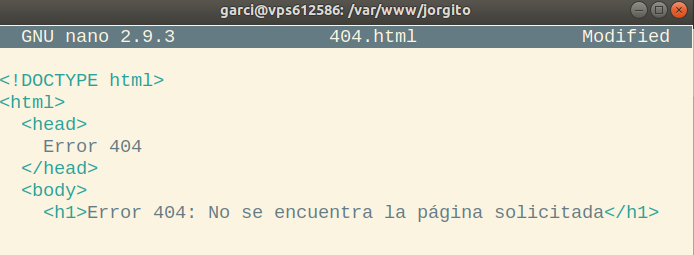 garci@vps612586: /var/www/jorgito
GNU nano 2.9.3 404.html Modified
<!DOCTYPE html>
<html>
<head>
Error 404
</head>
<body>
<h1>Error 404: No se encuentra la página solicitada</h1>